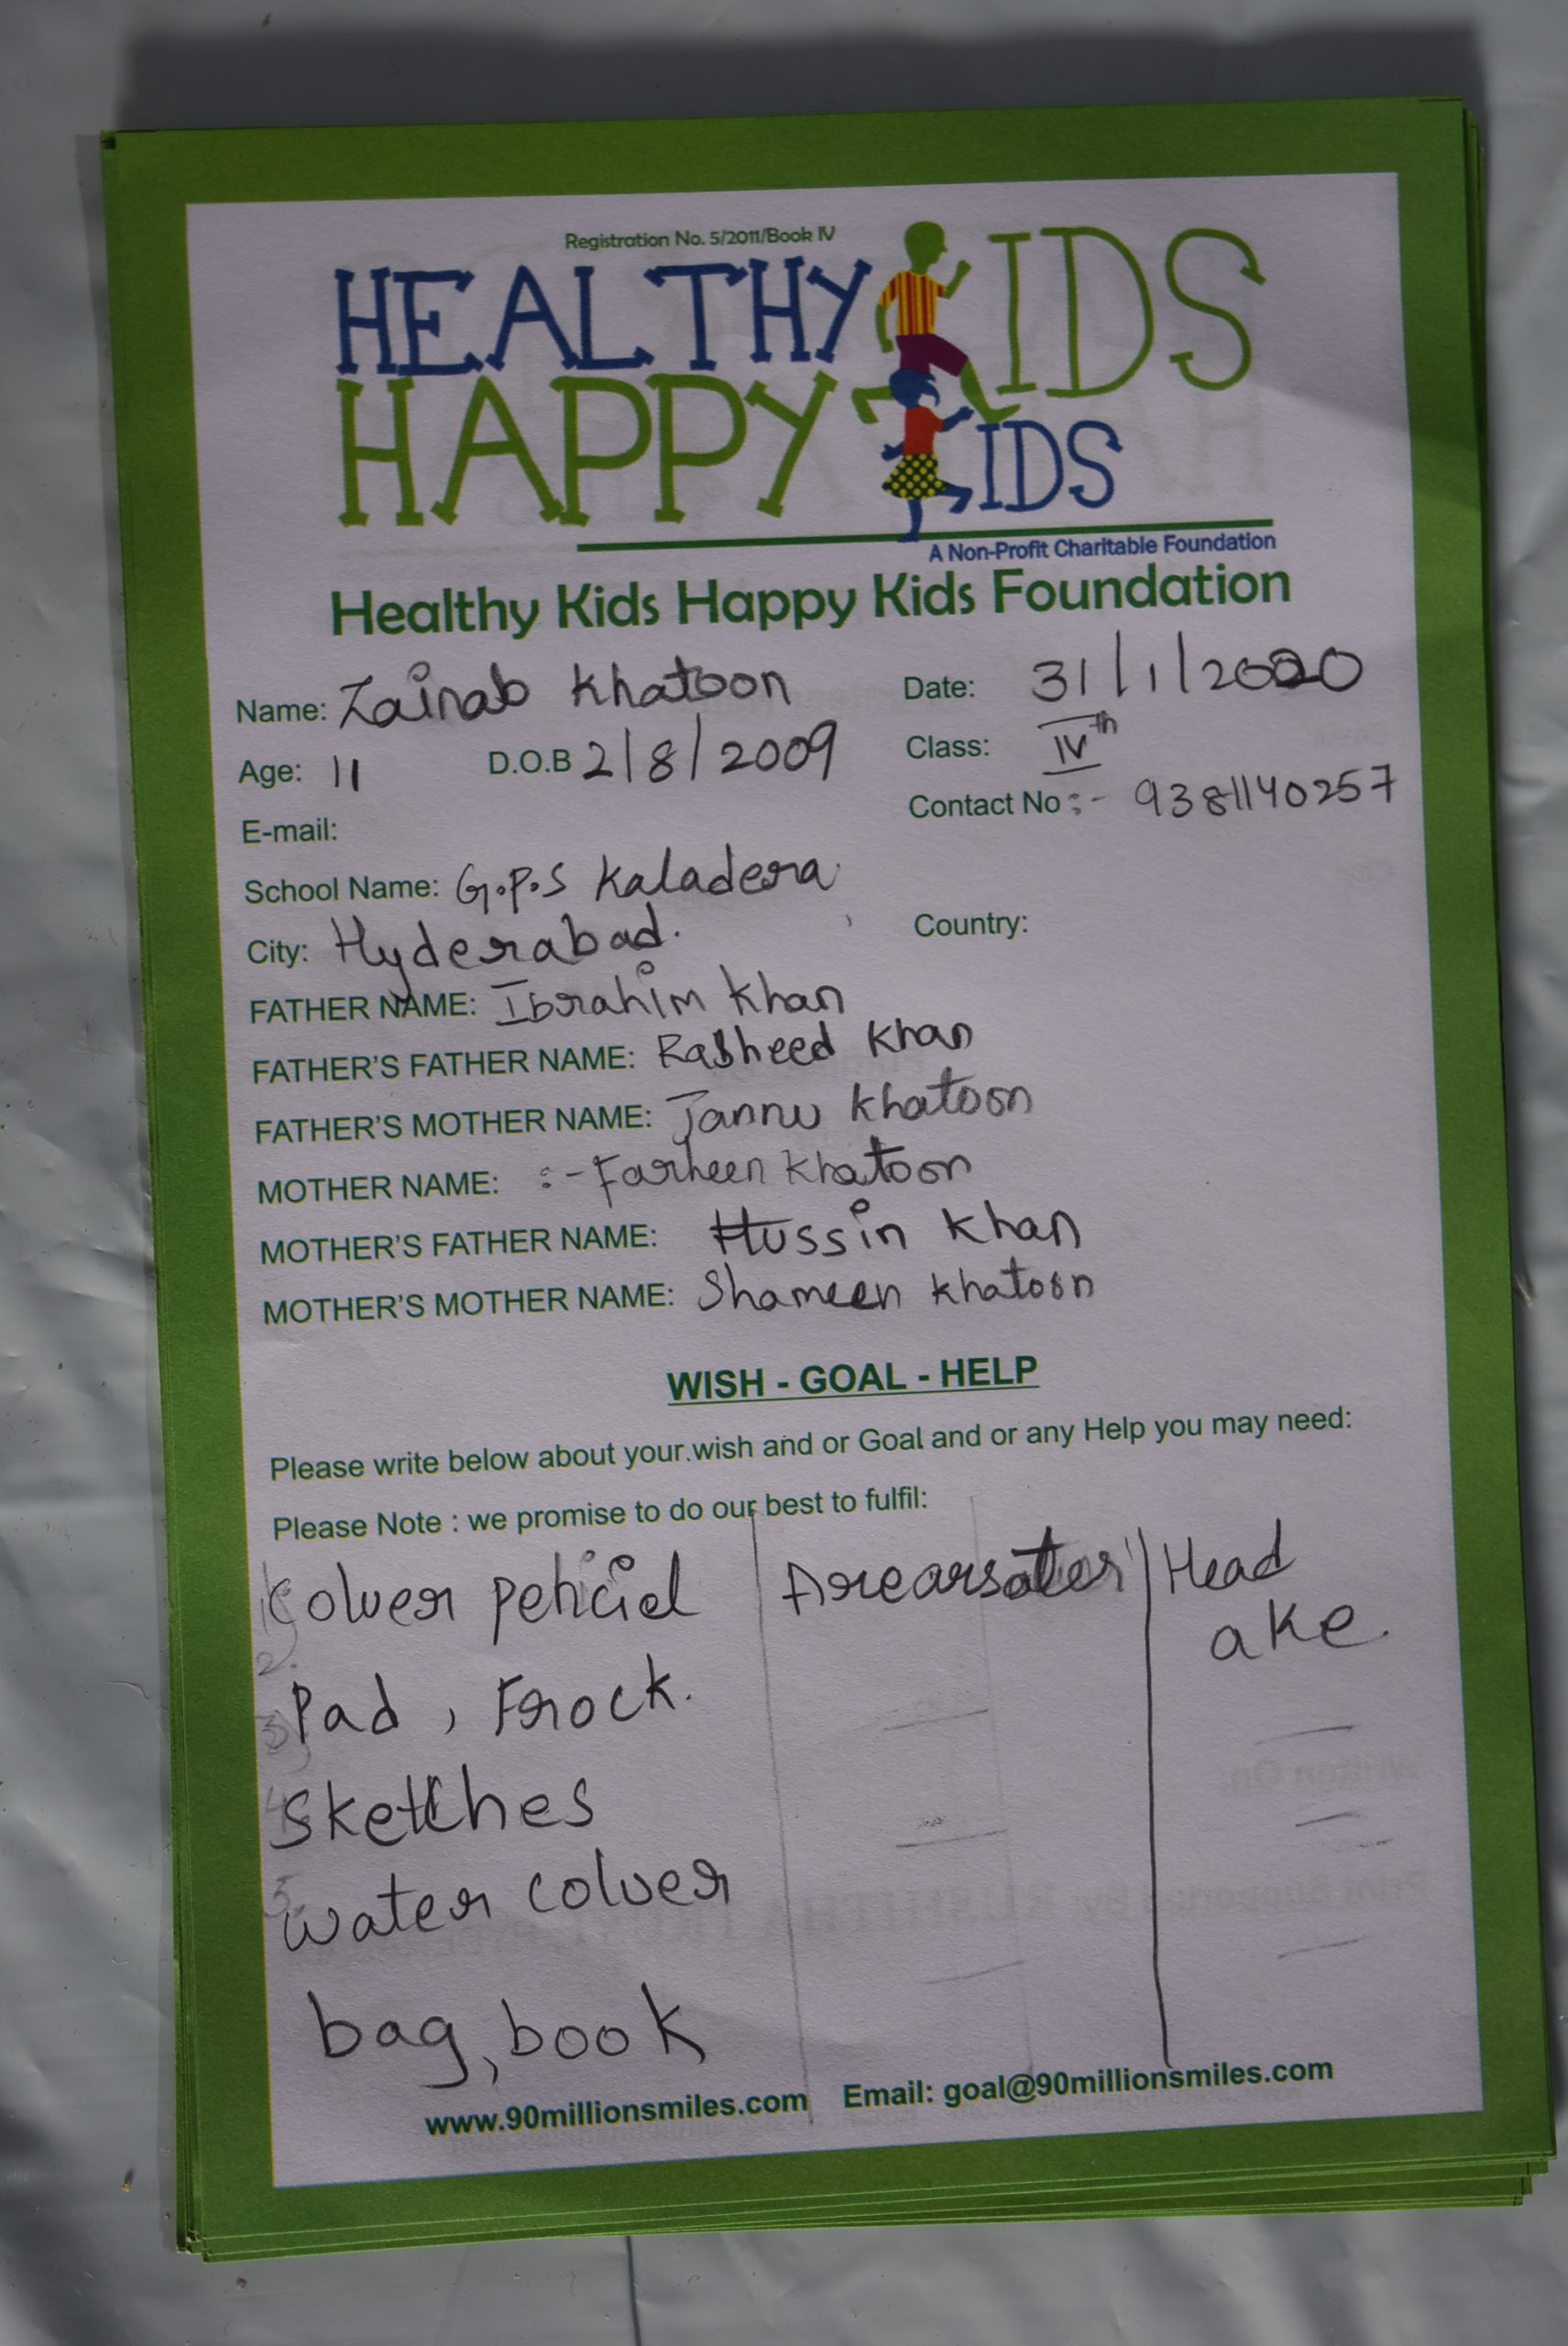 Registration No. 5/2011/Book IV
HEALTHY KIDS
HAPPY KIDS
A Non-Profit Charitable Foundation
Healthy Kids Happy Kids Foundation
Name: Zainab Khatoon Date: 31/1/2020
Age: 11 D.O.B 2/8/2009 Class: IVth
E-mail: Contact No :- 9381140257
School Name: G.P.S Kaladera
City: Hyderabad. Country:
FATHER NAME: Ibrahim Khan
FATHER'S FATHER NAME: Rasheed Khan
FATHER'S MOTHER NAME: Jannu Khatoon
MOTHER NAME: :- Farheen Khatoon
MOTHER'S FATHER NAME: Hussin Khan
MOTHER'S MOTHER NAME: Shameen Khatoon
WISH - GOAL - HELP
Please write below about your wish and or Goal and or any Help you may need:
Please Note : we promise to do our best to fulfil:
Coluer Head
ake.
2.
3) Pad, Frock.
4 Sketches
5. water coluer
bag, book
www.90millionsmiles.com Email: goal@90millionsmiles.com